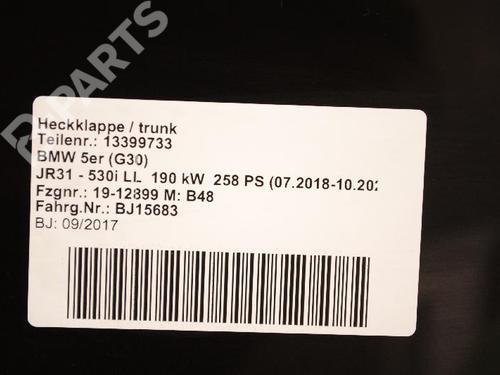 B-PARTS
Heckklappe / trunk
Teilenr.: 13399733
BMW 5er (G30)
JR31 - 530i LL 190 kW 258 PS (07.2018-10.202
Fzgnr.: 19-12899 M: B48
Fahrg.Nr.: BJ15683
BJ: 09/2017